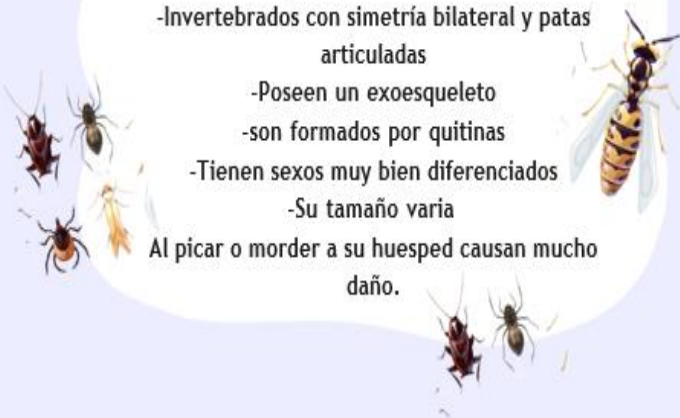 -Invertebrados con simetría bilateral y patas
articuladas
-Poseen un exoesqueleto
-son formados por quitinas
-Tienen sexos muy bien diferenciados
-Su tamaño varia
Al picar o morder a su huesped causan mucho
daño.